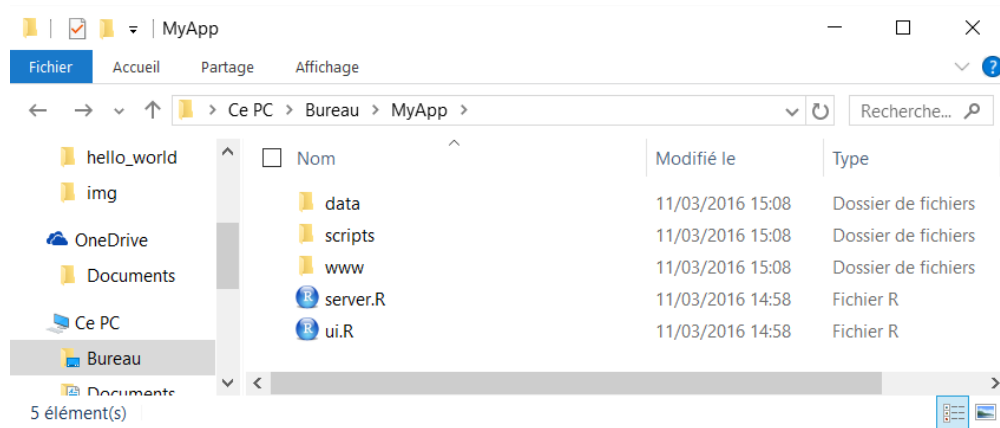 MyApp
Fichier Accueil Partage Affichage ?
Ce PC > Bureau > MyApp >
Recherche...
hello_world
img
OneDrive
Documents
Ce PC
Bureau
Documents
Nom Modifié le Type
data 11/03/2016 15:08 Dossier de fichiers
scripts 11/03/2016 15:08 Dossier de fichiers
www 11/03/2016 15:08 Dossier de fichiers
R server.R 11/03/2016 14:58 Fichier R
R ui.R 11/03/2016 14:58 Fichier R
5 élément(s)